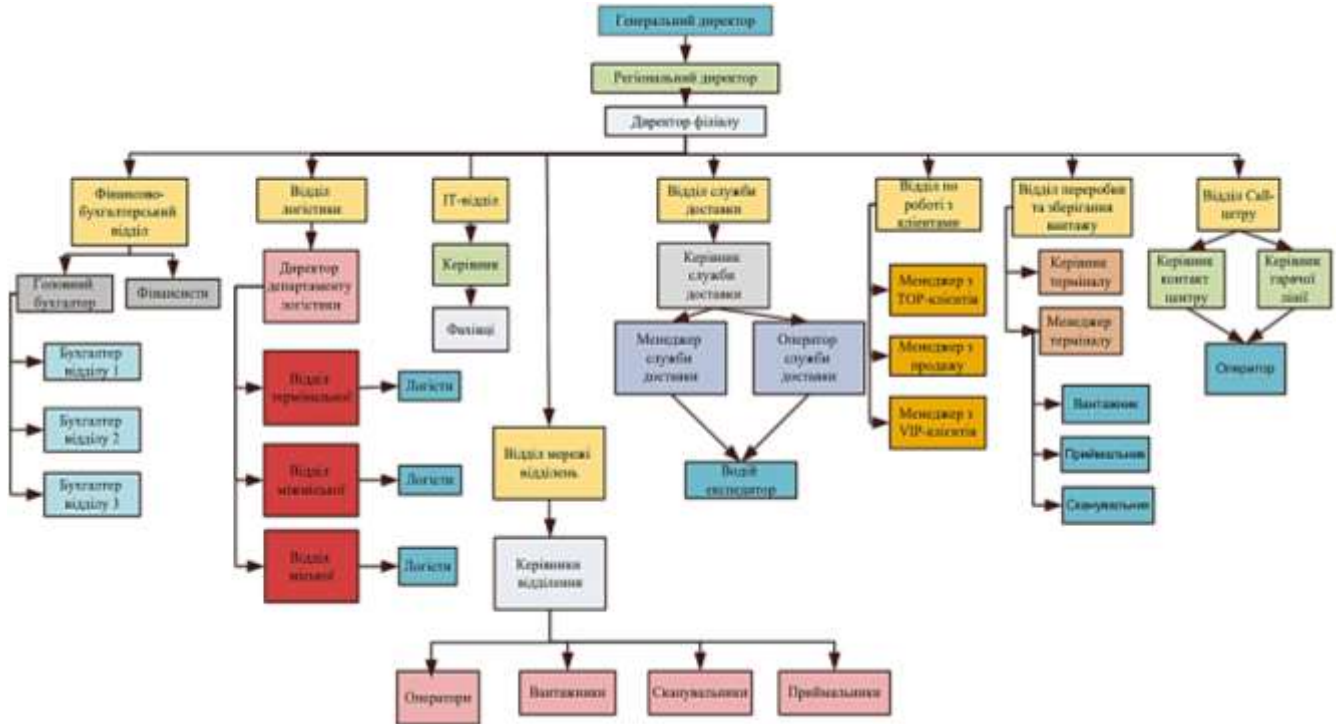 Генеральний директор
Регіональний директор
Директор філіалу
Фінансово-
бухгалтерський
відділ
Відділ
логістики
ІТ-відділ
Відділ служби
доставки
Відділ по
роботі з
клієнтами
Відділ переробки
та зберігання
вантажу
Відділ Call-
цетру
Головний
бухгалтер
Фінансисти
Бухгалтер
відділу 1
Бухгалтер
відділу 2
Бухгалтер
відділу 3
Директор
департаменту
логістики
Відділ
термінальної
Логісти
Відділ
міжміської
Логісти
Відділ
міської
Логісти
Керівник
Фахівці
Відділ мережі
відділень
Керівники
відділення
Оператори
Вантажники
Сканувальники
Приймальники
Керівник
служби
доставки
Менеджер
служби
доставки
Оператор
служби
доставки
Водій
експедитор
Менеджер з
TOP-клієнтів
Менеджер з
продажу
Менеджер з
VIP-клієнтів
Керівник
терміналу
Менеджер
терміналу
Вантажник
Приймальник
Сканувальник
Керівник
контакт
центру
Керівник
гарячої
лінії
Оператор